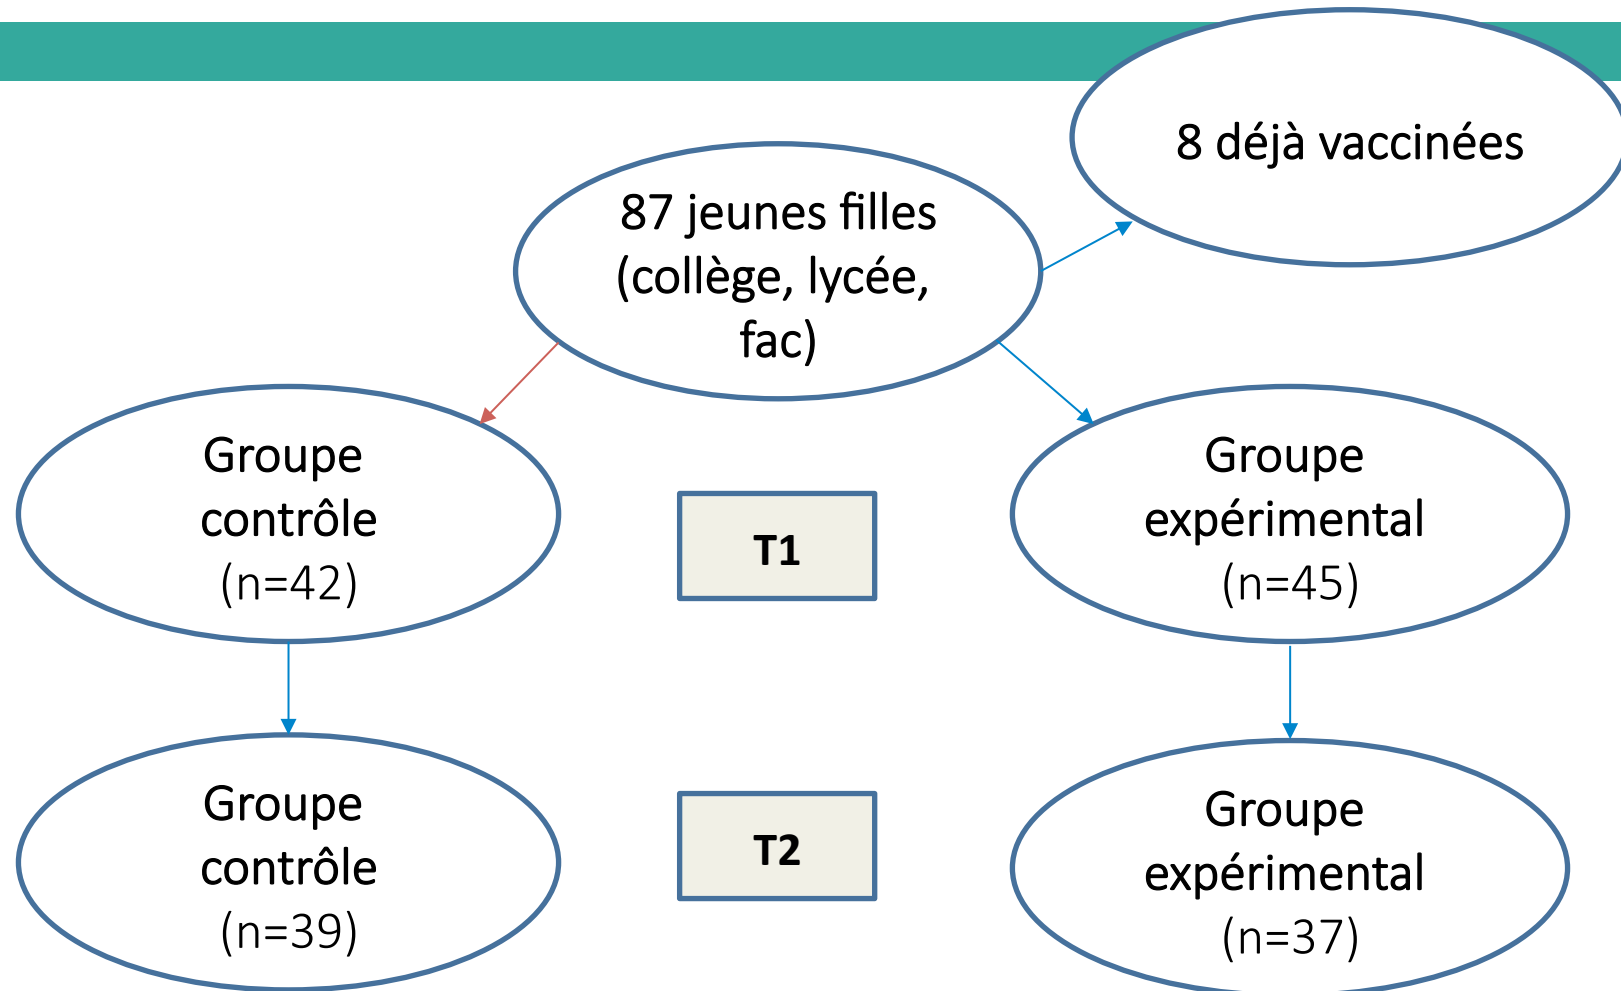 8 déjà vaccinées
87 jeunes filles
(collège, lycée,
fac)
Groupe
contrôle
(n=42)
T1
Groupe
expérimental
(n=45)
Groupe
contrôle
(n=39)
T2
Groupe
expérimental
(n=37)